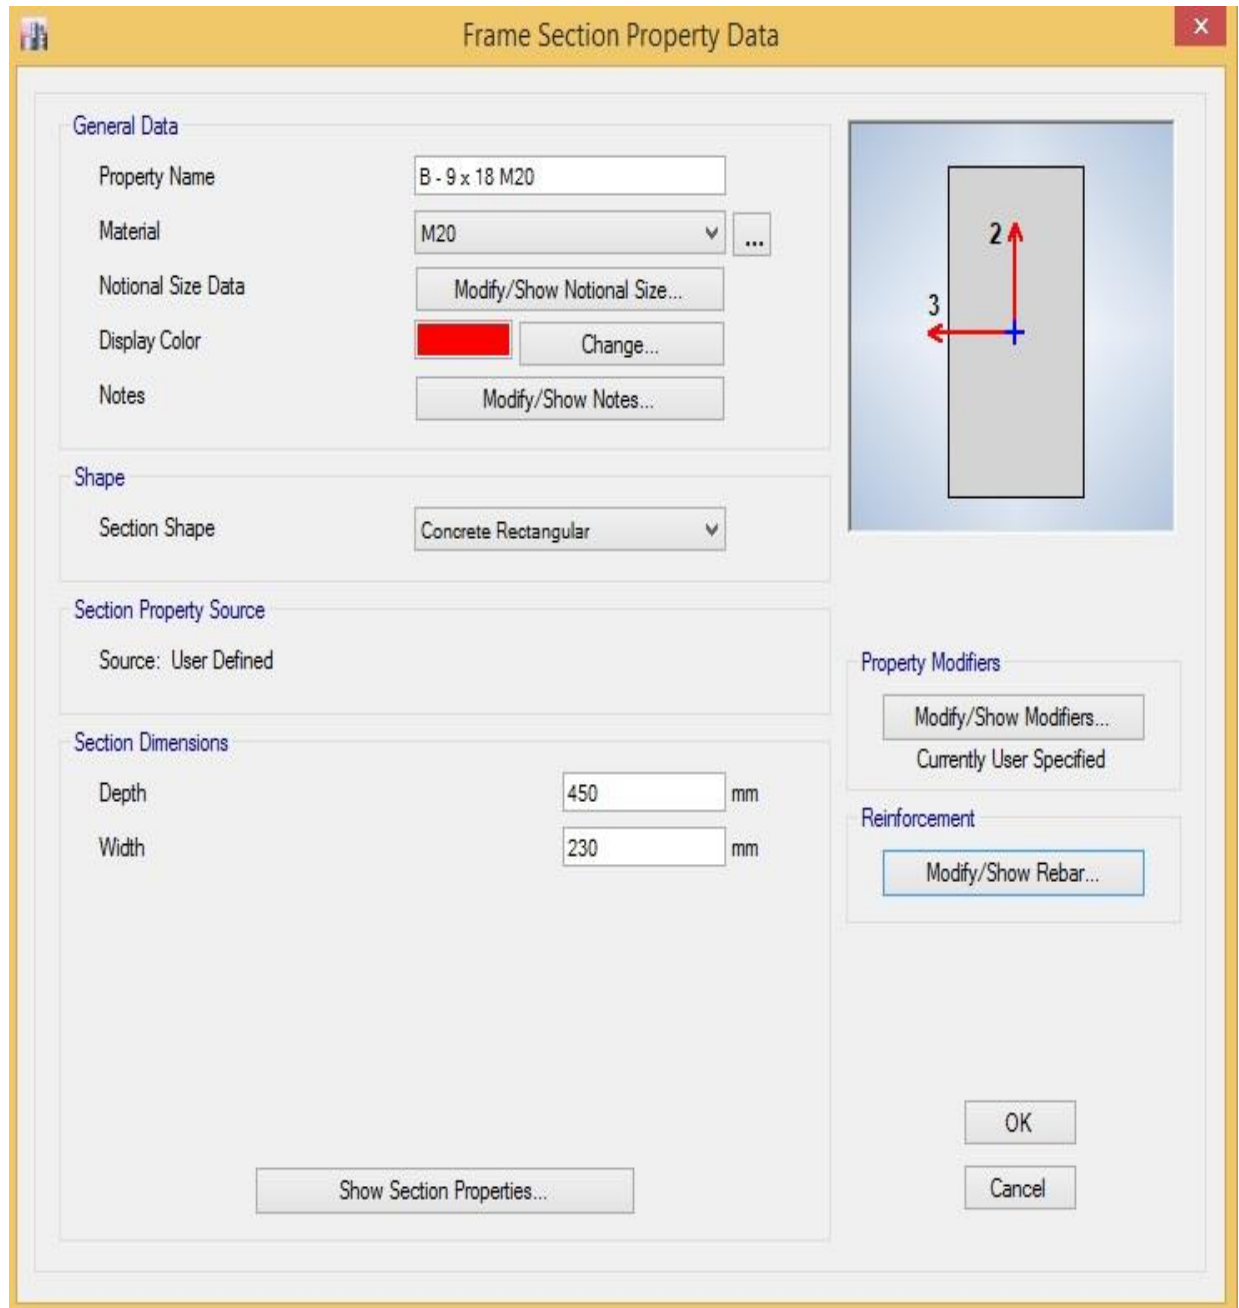 Frame Section Property Data
x
General Data
Property Name B - 9 x 18 M20
Material M20 ...
Notional Size Data Modify/Show Notional Size...
Display Color Change...
Notes Modify/Show Notes...
2
3
Shape
Section Shape Concrete Rectangular
Section Property Source
Source: User Defined
Property Modifiers
Modify/Show Modifiers...
Currently User Specified
Section Dimensions
Depth 450 mm
Width 230 mm
Reinforcement
Modify/Show Rebar...
OK
Cancel
Show Section Properties...